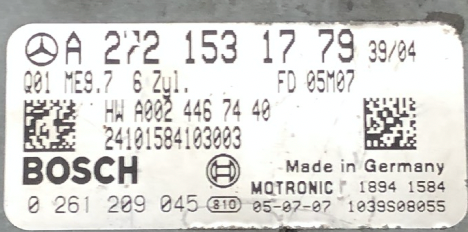 A 272 153 17 79 39/04
Q01 ME9.7 6 Zyl. FD 05M07
HW A002 446 74 40
24101584103003
BOSCH Made in Germany
MOTRONIC 1894 1584
0 261 209 045 810 05-07-07 1039S08055